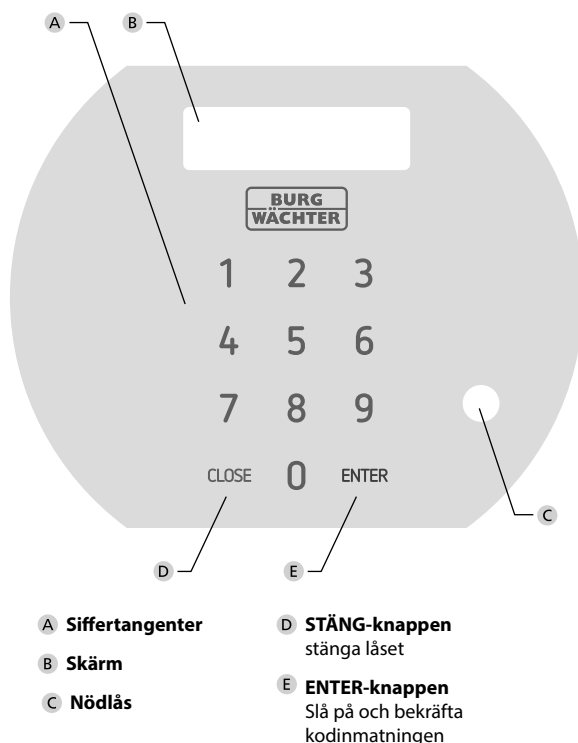 A
B
BURG
WÄCHTER
1 2 3
4 5 6
7 8 9
CLOSE 0 ENTER
C
D
E
A Siffertangenter
B Skärm
C Nödlås
D STÄNG-knappen
stänga låset
E ENTER-knappen
Slå på och bekräfta
kodinmatningen